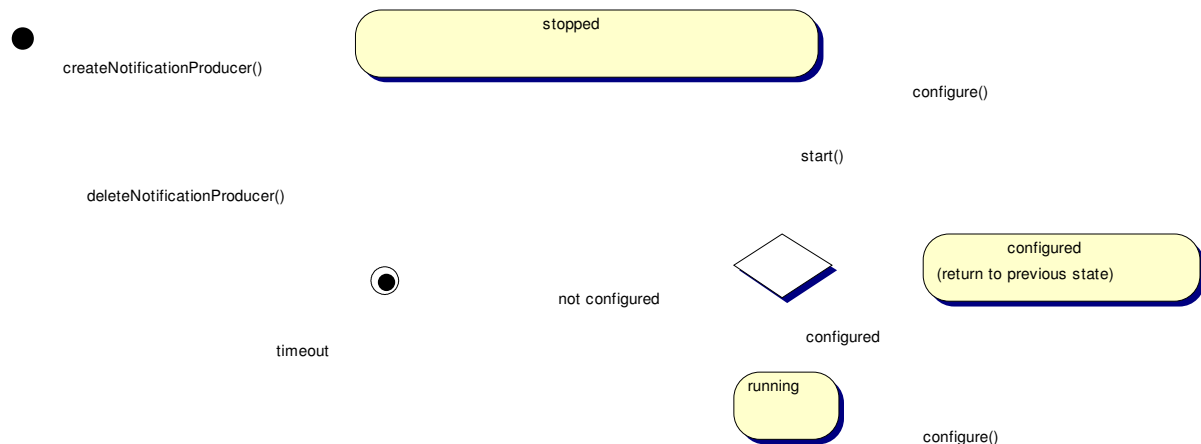 stopped
createNotificationProducer()
configure()
start()
deleteNotificationProducer()
configured
(return to previous state)
not configured
configured
timeout
running
configure()